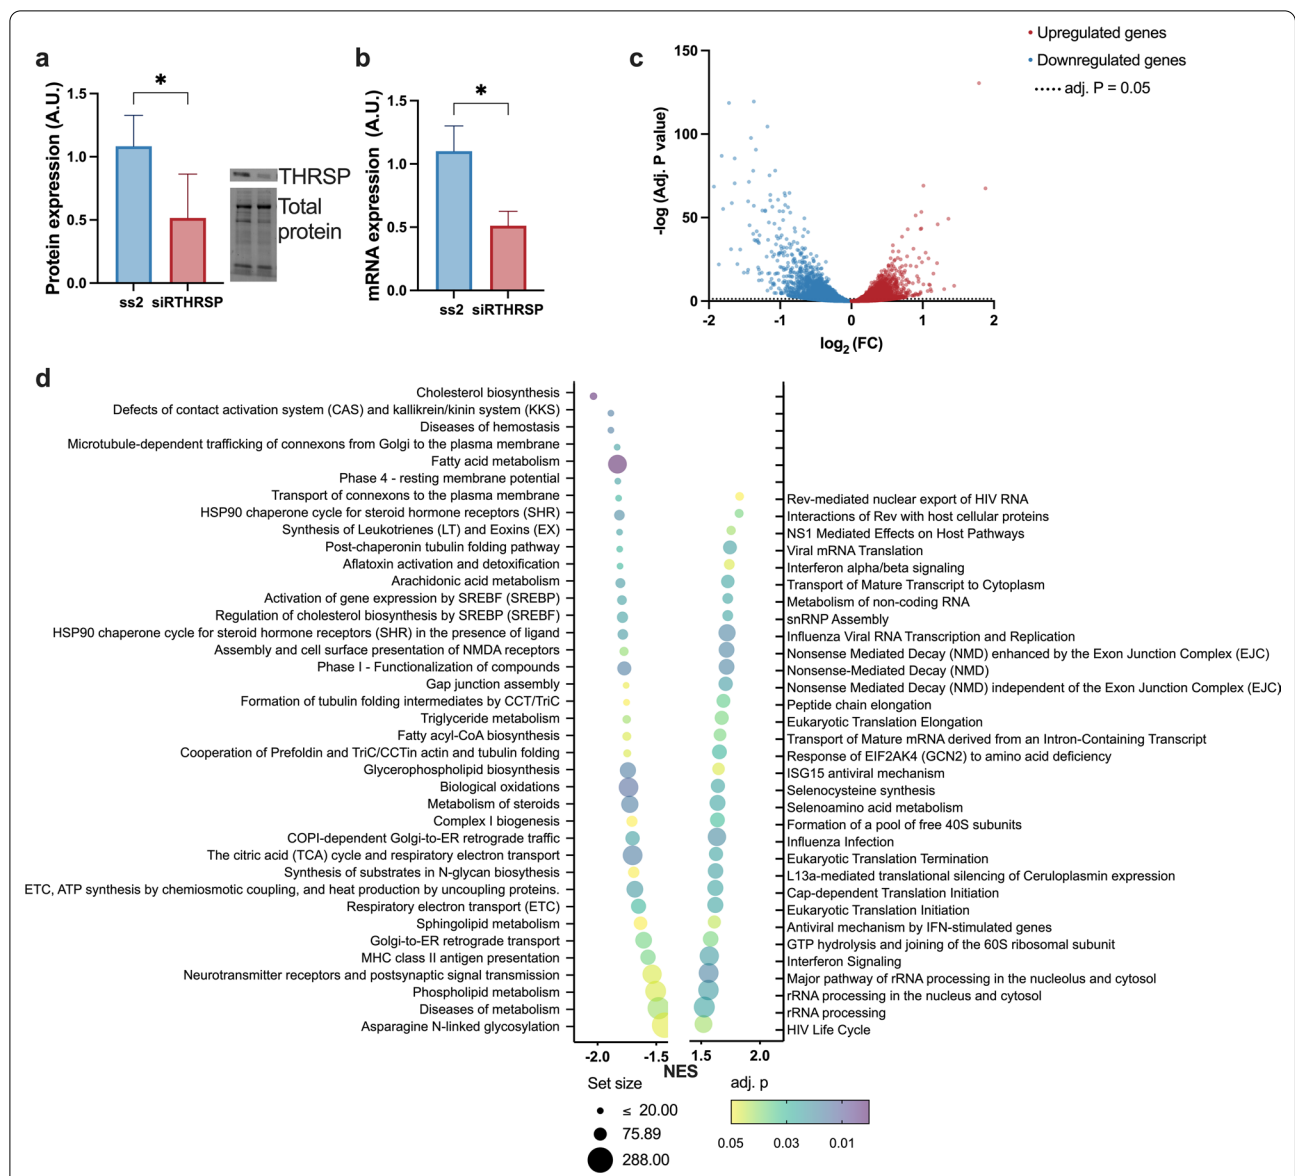 a
Protein expression (A.U.)
1.5
1.0
0.5
0.0
*
ss2 siRTHRSP
THRSP
Total
protein
b
mRNA expression (A.U.)
1.5
1.0
0.5
0.0
*
ss2 siRTHRSP
c
-log (Adj. P value)
150
100
50
0
-2 -1 0 1 2
log2 (FC)
Upregulated genes
Downregulated genes
adj. P = 0.05
d
Cholesterol biosynthesis
Defects of contact activation system (CAS) and kallikrein/kinin system (KKS)
Diseases of hemostasis
Microtubule-dependent trafficking of connexons from Golgi to the plasma membrane
Fatty acid metabolism
Phase 4 - resting membrane potential
Transport of connexons to the plasma membrane
HSP90 chaperone cycle for steroid hormone receptors (SHR)
Synthesis of Leukotrienes (LT) and Eoxins (EX)
Post-chaperonin tubulin folding pathway
Aflatoxin activation and detoxification
Arachidonic acid metabolism
Activation of gene expression by SREBF (SREBP)
Regulation of cholesterol biosynthesis by SREBP (SREBF)
HSP90 chaperone cycle for steroid hormone receptors (SHR) in the presence of ligand
Assembly and cell surface presentation of NMDA receptors
Phase I - Functionalization of compounds
Gap junction assembly
Formation of tubulin folding intermediates by CCT/TriC
Triglyceride metabolism
Fatty acyl-CoA biosynthesis
Cooperation of Prefoldin and TriC/CCTin actin and tubulin folding
Glycerophospholipid biosynthesis
Biological oxidations
Metabolism of steroids
Complex I biogenesis
COPI-dependent Golgi-to-ER retrograde traffic
The citric acid (TCA) cycle and respiratory electron transport
Synthesis of substrates in N-glycan biosythesis
ETC, ATP synthesis by chemiosmotic coupling, and heat production by uncoupling proteins.
Respiratory electron transport (ETC)
Sphingolipid metabolism
Golgi-to-ER retrograde transport
MHC class II antigen presentation
Neurotransmitter receptors and postsynaptic signal transmission
Phospholipid metabolism
Diseases of metabolism
Asparagine N-linked glycosylation
Rev-mediated nuclear export of HIV RNA
Interactions of Rev with host cellular proteins
NS1 Mediated Effects on Host Pathways
Viral mRNA Translation
Interferon alpha/beta signaling
Transport of Mature Transcript to Cytoplasm
Metabolism of non-coding RNA
snRNP Assembly
Influenza Viral RNA Transcription and Replication
Nonsense Mediated Decay (NMD) enhanced by the Exon Junction Complex (EJC)
Nonsense-Mediated Decay (NMD)
Nonsense Mediated Decay (NMD) independent of the Exon Junction Complex (EJC)
Peptide chain elongation
Eukaryotic Translation Elongation
Transport of Mature mRNA derived from an Intron-Containing Transcript
Response of EIF2AK4 (GCN2) to amino acid deficiency
ISG15 antiviral mechanism
Selenocysteine synthesis
Selenoamino acid metabolism
Formation of a pool of free 40S subunits
Influenza Infection
Eukaryotic Translation Termination
L13a-mediated translational silencing of Ceruloplasmin expression
Cap-dependent Translation Initiation
Eukaryotic Translation Initiation
Antiviral mechanism by IFN-stimulated genes
GTP hydrolysis and joining of the 60S ribosomal subunit
Interferon Signaling
Major pathway of rRNA processing in the nucleolus and cytosol
rRNA processing in the nucleus and cytosol
rRNA processing
HIV Life Cycle
-2.0 -1.5 1.5 2.0
NES
Set size
≤ 20.00
75.89
288.00
adj. p
0.05 0.03 0.01